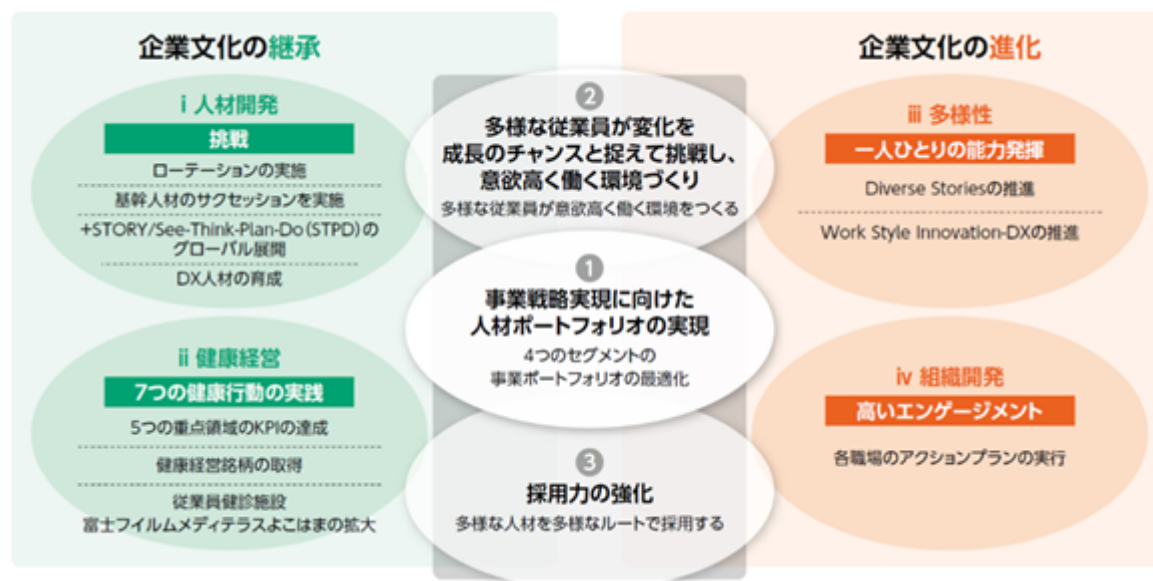 企業文化の継承
i 人材開発
挑戦
ローテーションの実施
基幹人材のサクセッションを実施
+STORY/See-Think-Plan-Do(STPD)の
グローバル展開
DX人材の育成
ii 健康経営
7つの健康行動の実践
5つの重点領域のKPIの達成
健康経営銘柄の取得
従業員健診施設
富士フイルムメディテラスよこはまの拡大
②
多様な従業員が変化を
成長のチャンスと捉えて挑戦し、
意欲高く働く環境づくり
多様な従業員が意欲高く働く環境をつくる
①
事業戦略実現に向けた
人材ポートフォリオの実現
4つのセグメントの
事業ポートフォリオの最適化
③
採用力の強化
多様な人材を多様なルートで採用する
企業文化の進化
iii 多様性
一人ひとりの能力発揮
Diverse Storiesの推進
Work Style Innovation-DXの推進
iv 組織開発
高いエンゲージメント
各職場のアクションプランの実行